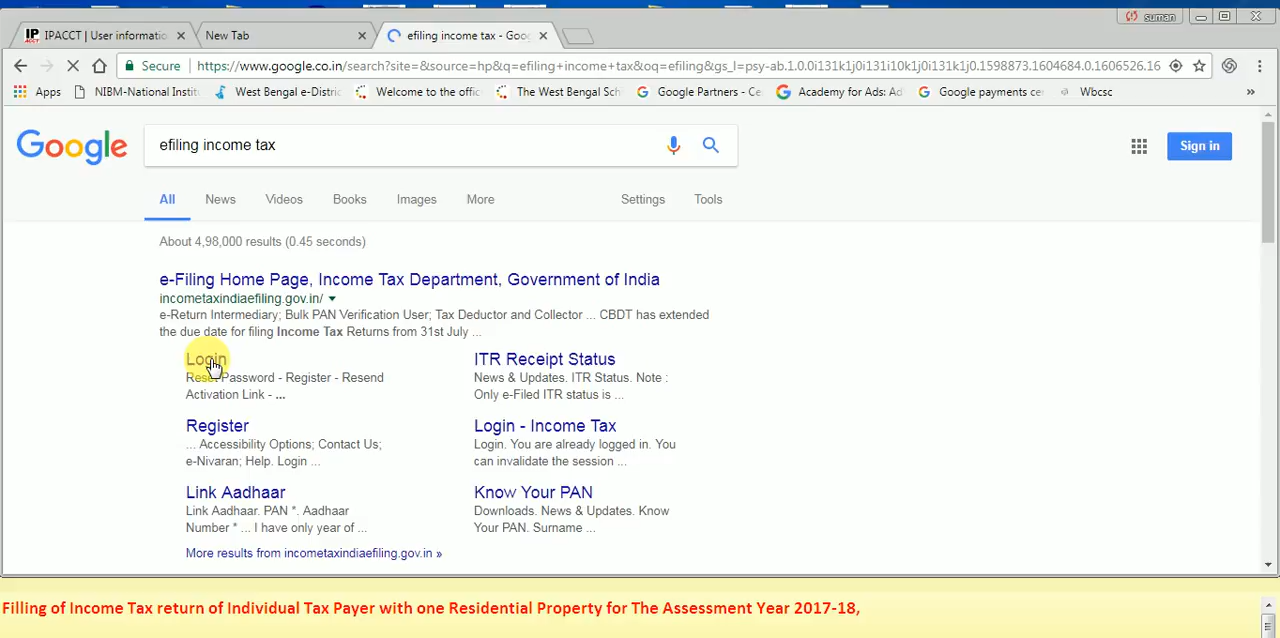 suman
IPACCT | User informatio
New Tab
efiling income tax - Goo
Secure
https://www.google.co.in/search?site=&source=hp&q=efiling+income+tax&oq=efiling&gs_l=psy-ab.1.0.0i131k1j0i131i10k1j0i131k1j0.1598873.1604684.0.1606526.16
Apps
NIBM-National Instit
West Bengal e-Distric
Welcome to the offic
The West Bengal Sch
Google Partners - Ce
Academy for Ads: Ad
Google payments ce
Wbcsc
»
Google
efiling income tax
Sign in
All
News
Videos
Books
Images
More
Settings
Tools
About 4,98,000 results (0.45 seconds)
e-Filing Home Page, Income Tax Department, Government of India
incometaxindiaefiling.gov.in/
e-Return Intermediary; Bulk PAN Verification User; Tax Deductor and Collector ... CBDT has extended
the due date for filing Income Tax Returns from 31st July ...
Login
Reset Password - Register - Resend
Activation Link - ...
ITR Receipt Status
News & Updates. ITR Status. Note :
Only e-Filed ITR status is ...
Register
... Accessibility Options; Contact Us;
e-Nivaran; Help. Login ...
Login - Income Tax
Login. You are already logged in. You
can invalidate the session ...
Link Aadhaar
Link Aadhaar. PAN *. Aadhaar
Number * ... I have only year of ...
Know Your PAN
Downloads. News & Updates. Know
Your PAN. Surname ...
More results from incometaxindiaefiling.gov.in »
Filling of Income Tax return of Individual Tax Payer with one Residential Property for The Assessment Year 2017-18,